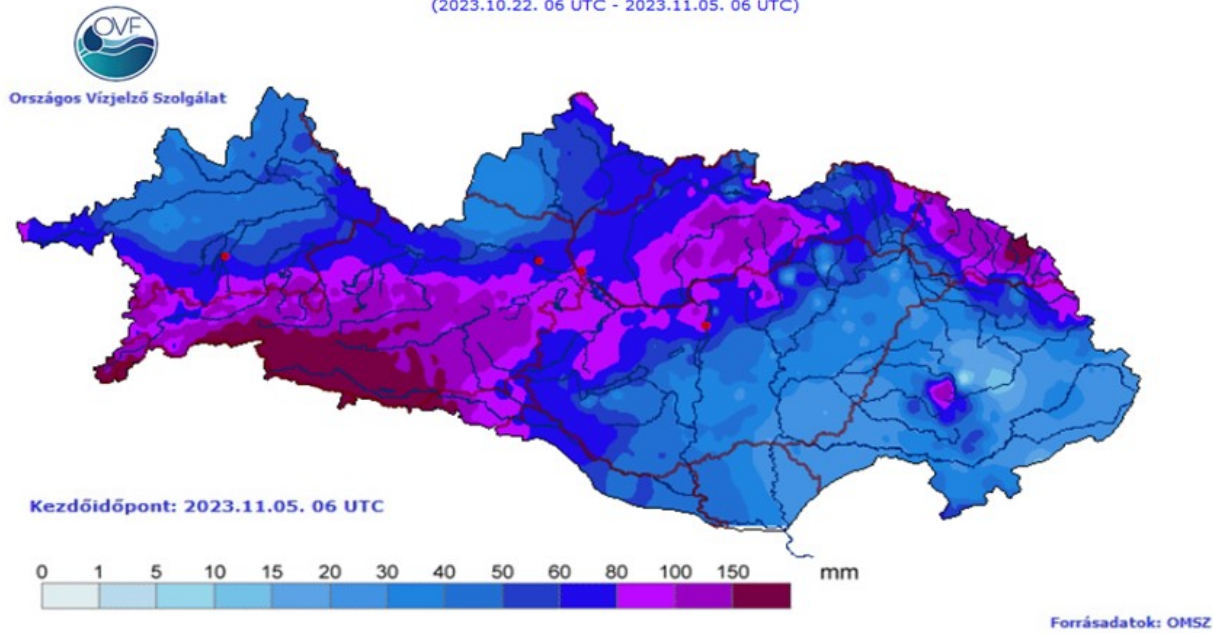 (2023.10.22. 06 UTC - 2023.11.05. 06 UTC)
OVF
Országos Vízjelző Szolgálat
Kezdőidőpont: 2023.11.05. 06 UTC
0 1 5 10 15 20 30 40 50 60 80 100 150 mm
Forrásadatok: OMSZ